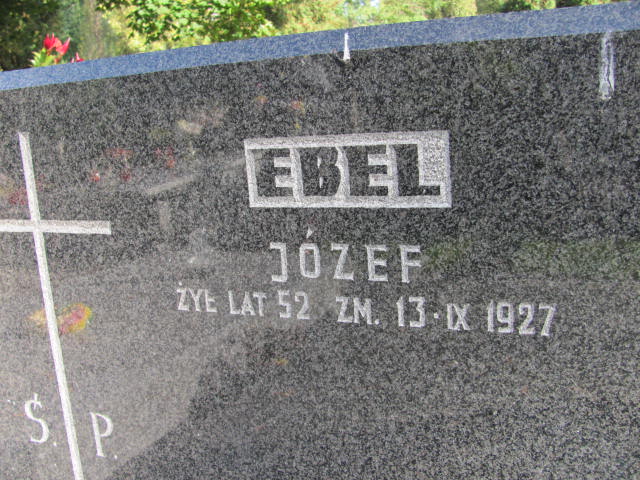 EBEL
JÓZEF
ŻYŁ LAT 52 ZM. 13·IX 1927
Ś. P.